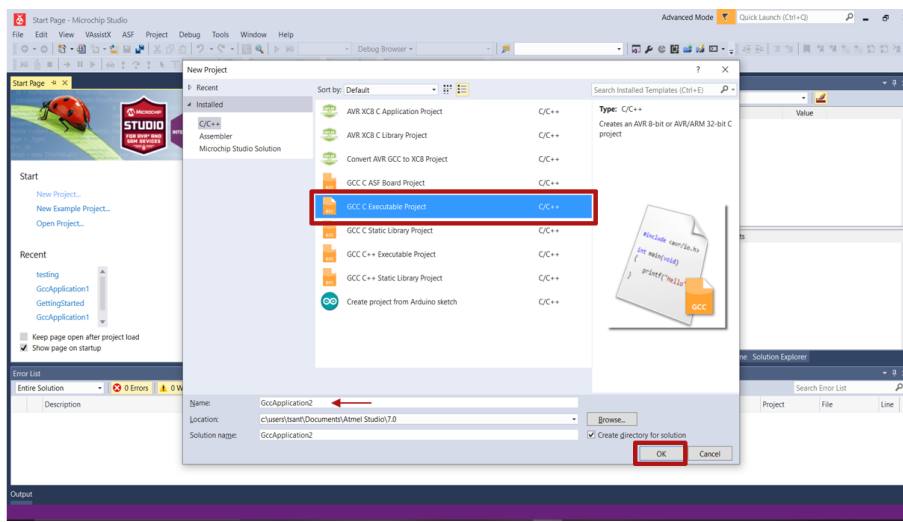 Start Page - Microchip Studio
Advanced Mode
Quick Launch (Ctrl+Q)
File Edit View VAssistX ASF Project Debug Tools Window Help
Debug Browser
Start Page
MICROCHIP
STUDIO
FOR AVR® AND
SAM DEVICES
Start
New Project...
New Example Project...
Open Project...
Recent
testing
GccApplication1
GettingStarted
GccApplication1
Keep page open after project load
Show page on startup
New Project
? X
Recent
Installed
C/C++
Assembler
Microchip Studio Solution
Sort by: Default
Search Installed Templates (Ctrl+E)
AVR XC8 C Application Project C/C++
AVR XC8 C Library Project C/C++
Convert AVR GCC to XC8 Project C/C++
GCC C ASF Board Project C/C++
GCC C Executable Project C/C++
GCC C Static Library Project C/C++
GCC C++ Executable Project C/C++
GCC C++ Static Library Project C/C++
Create project from Arduino sketch C/C++
Type: C/C++
Creates an AVR 8-bit or AVR/ARM 32-bit C
project
#include <avr/io.h>
int main(void)
{
printf("Hello"
}
GCC
Name: GccApplication2
Location: c:\users\tsant\Documents\Atmel Studio\7.0
Browse...
Solution name: GccApplication2
Create directory for solution
OK Cancel
Value
Solution Explorer
Error List
Entire Solution
0 Errors
0 W
Search Error List
Description
Project File Line
Output